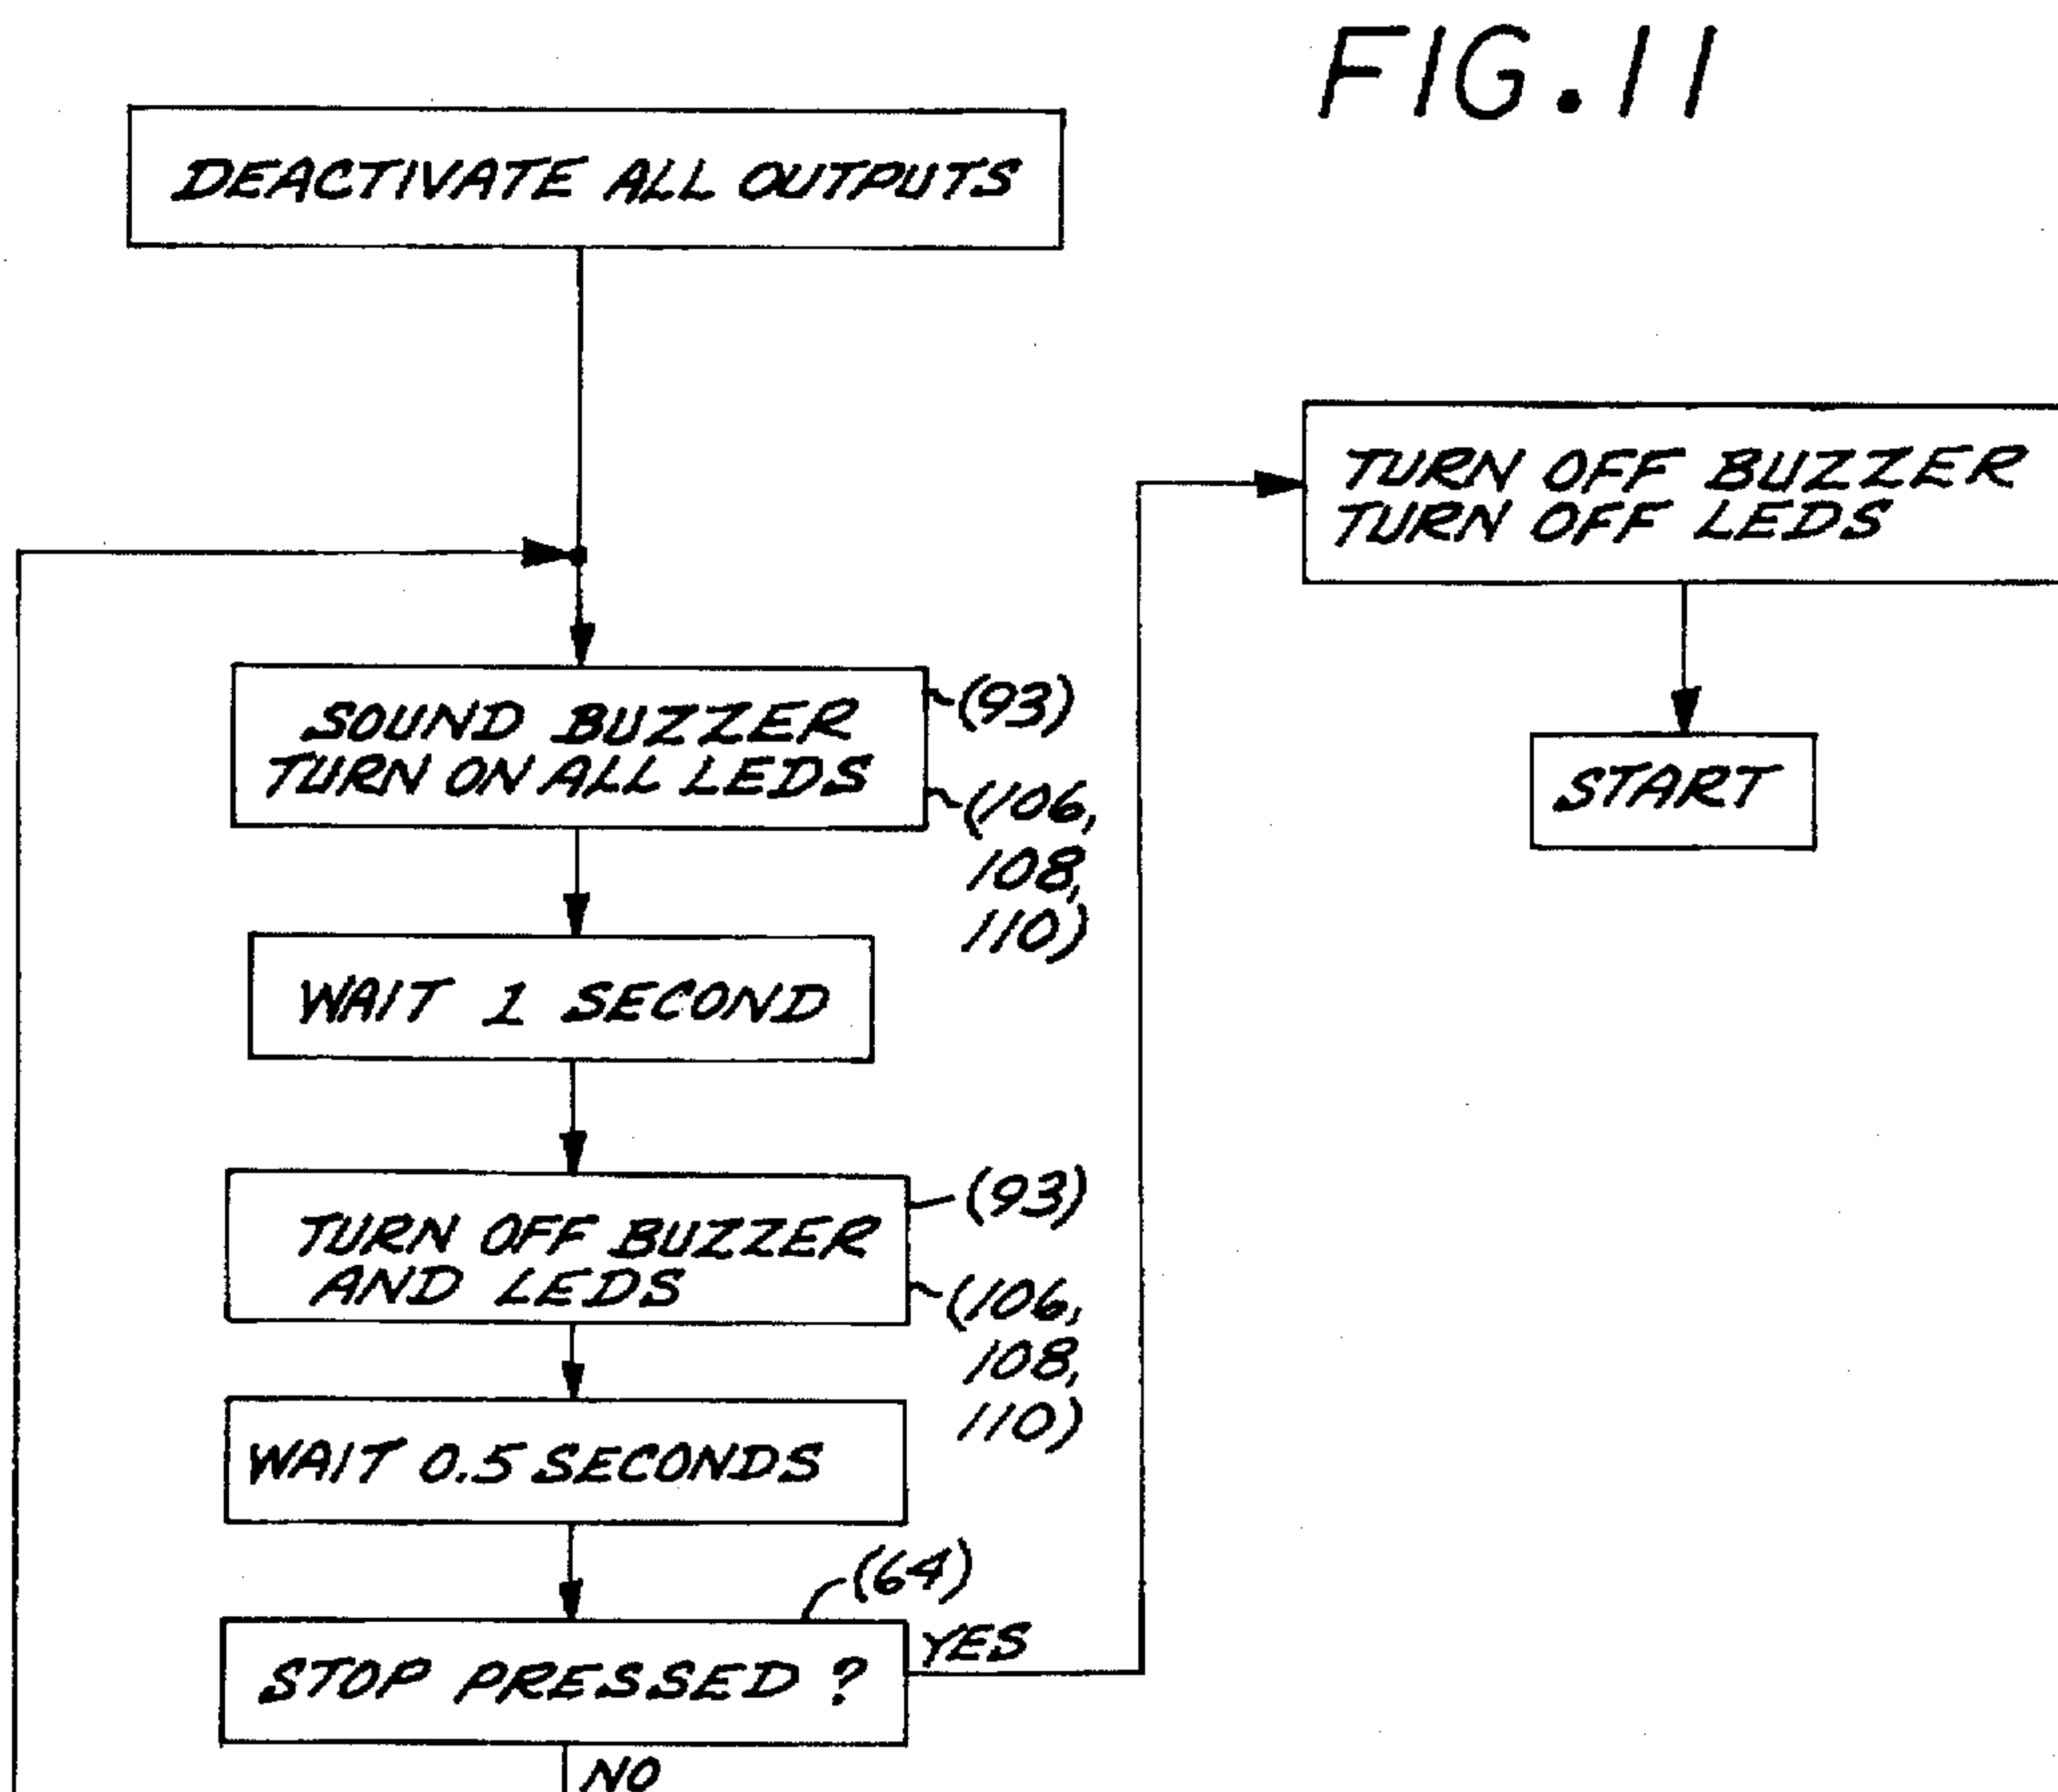 FIG. 11
DEACTIVATE ALL OUTPUTS
SOUND BUZZER
TURN ON ALL LEDS
(93)
(106,
108,
110)
WAIT 1 SECOND
TURN OFF BUZZER
AND LEDS
(93)
(106,
108,
110)
WAIT 0.5 SECONDS
(64)
STOP PRESSED ?
YES
NO
TURN OFF BUZZER
TURN OFF LEDS
START